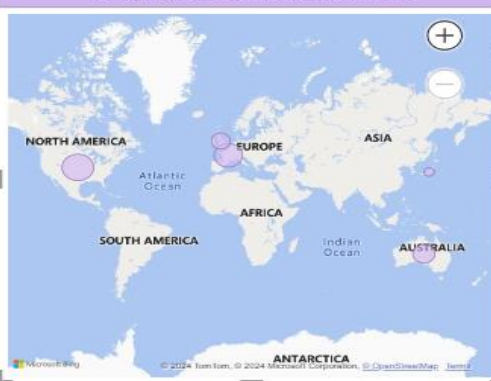 NORTH AMERICA
EUROPE
ASIA
Atlantic
Ocean
AFRICA
SOUTH AMERICA
Indian
Ocean
AUSTRALIA
ANTARCTICA
Microsoft Bing
© 2024 TomTom, © 2024 Microsoft Corporation, © OpenStreetMap Terms